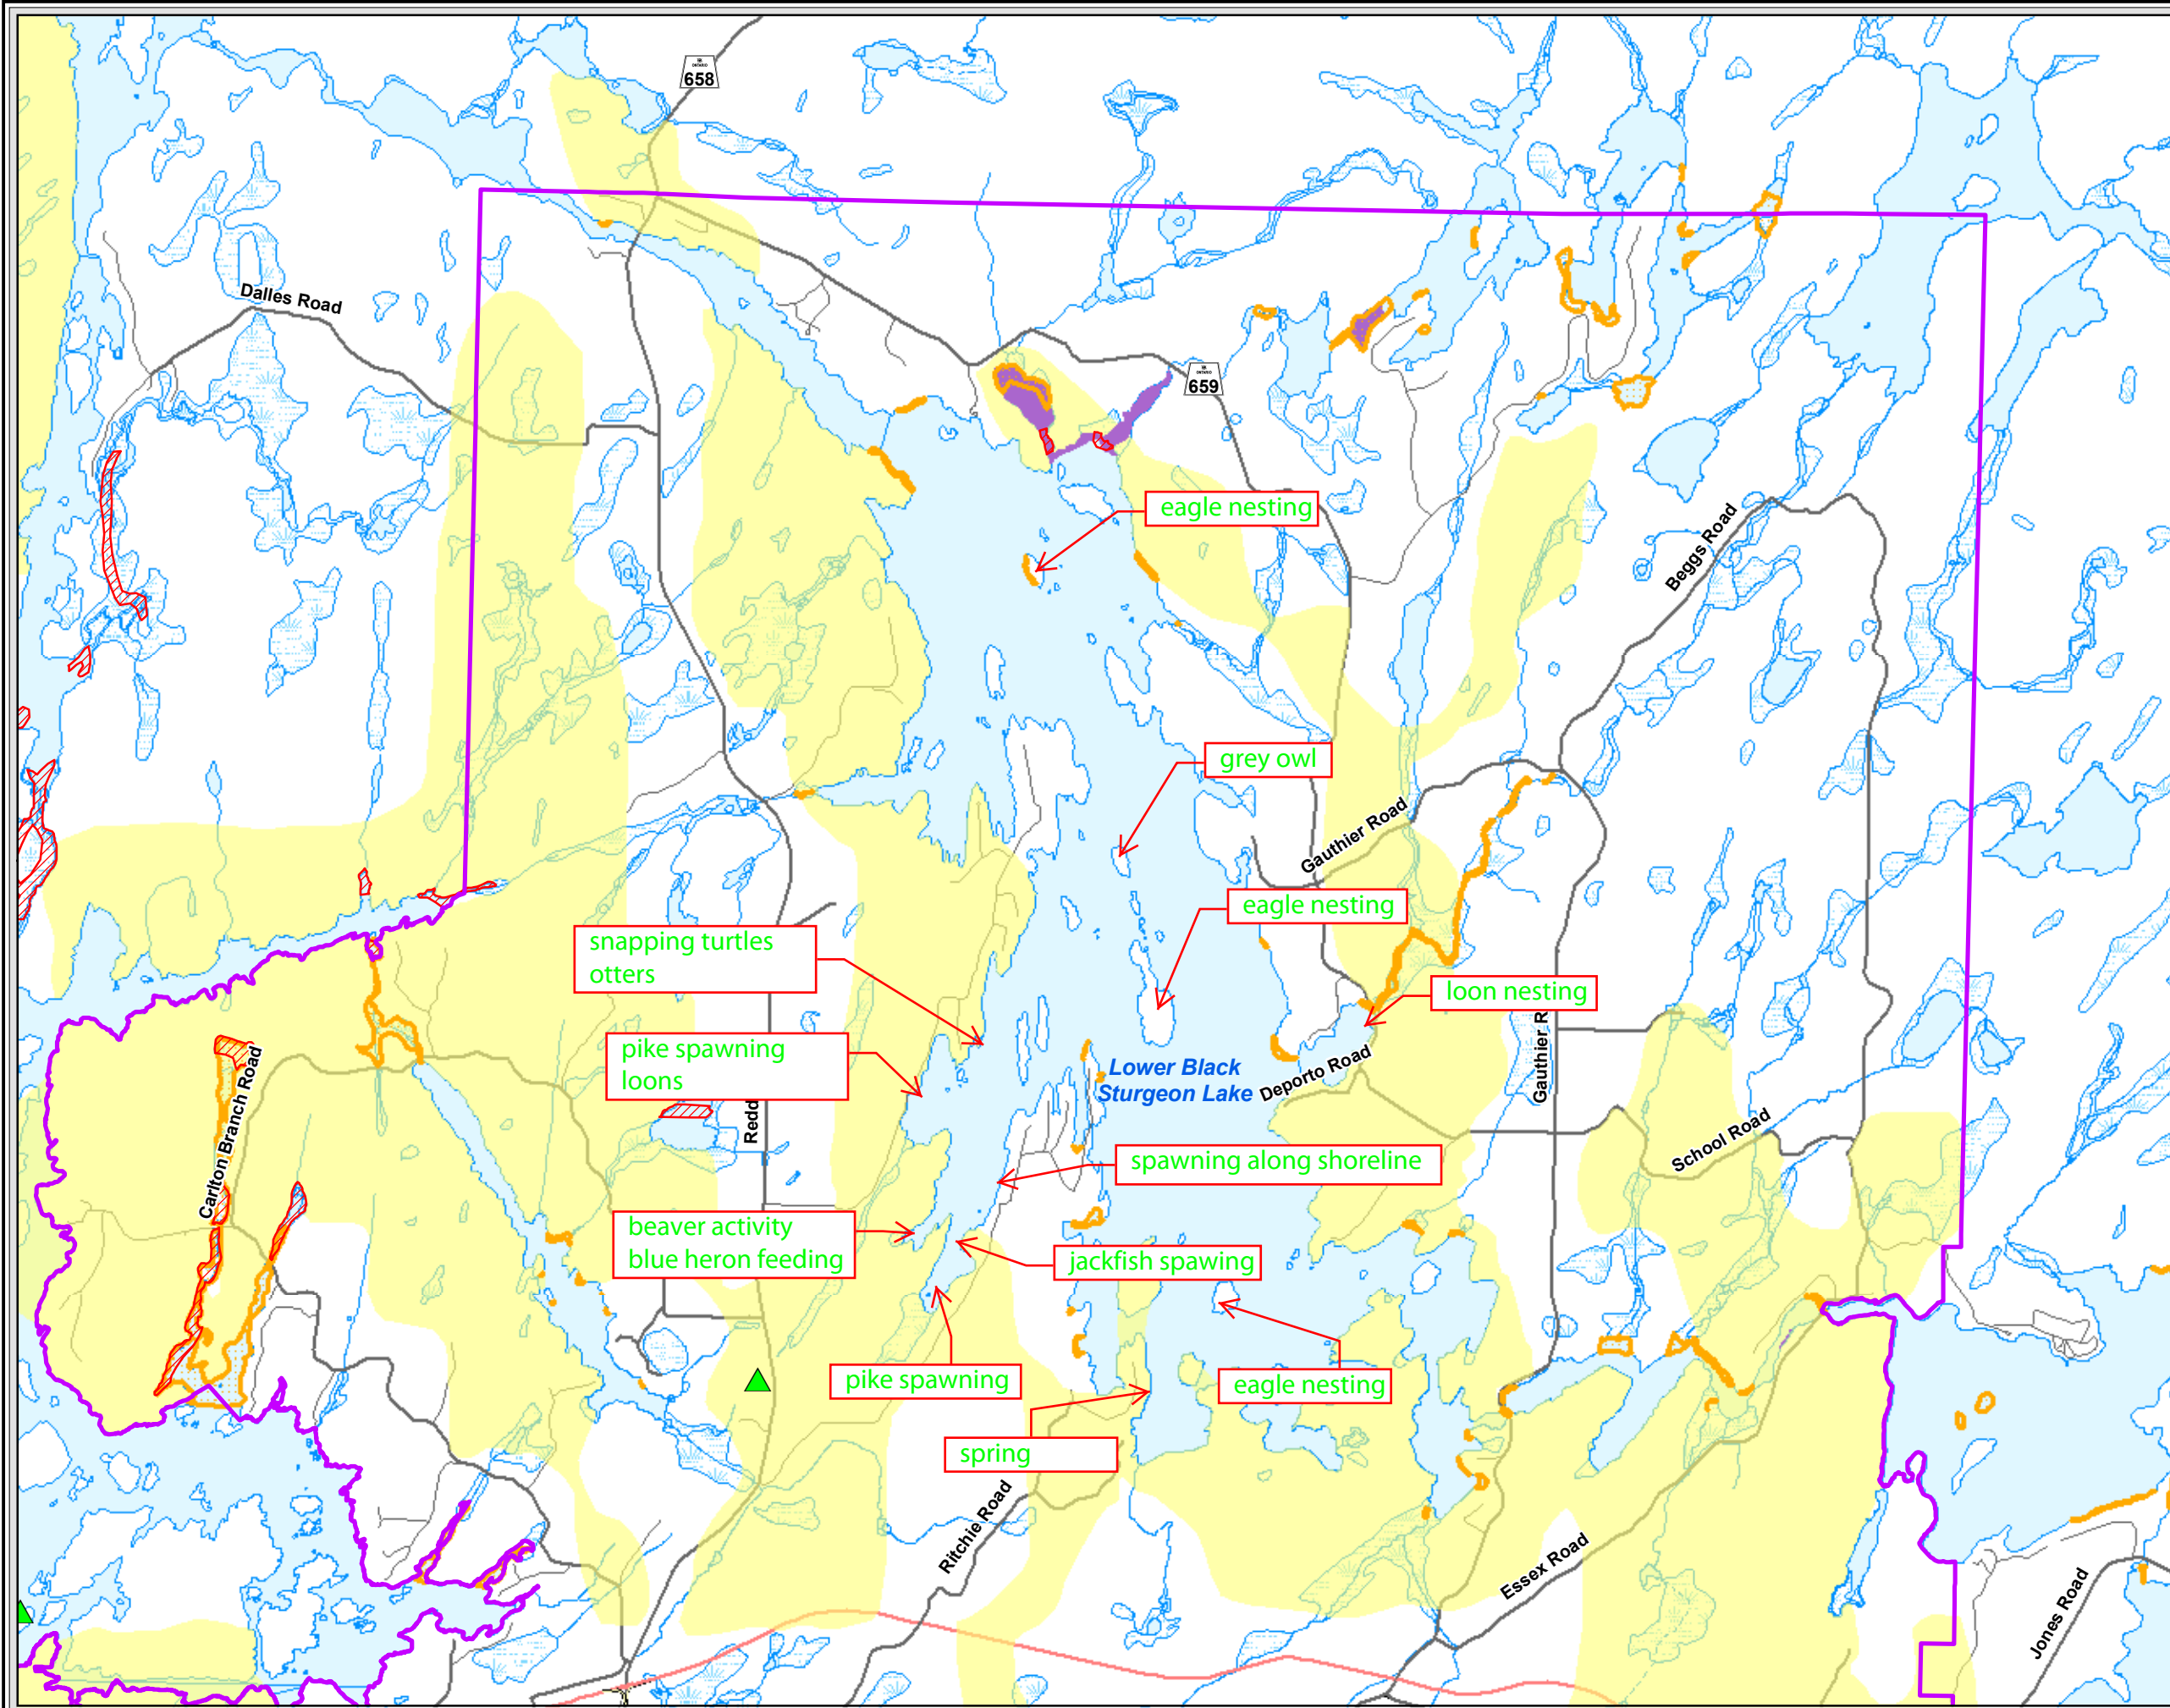 ONTARIO
658
Dalles Road
ONTARIO
659
eagle nesting
Beggs Road
grey owl
Gauthier Road
eagle nesting
snapping turtles
otters
loon nesting
pike spawning
loons
Lower Black
Sturgeon Lake
Deporto Road
Gauthier R
Carlton Branch Road
Redd
School Road
spawning along shoreline
beaver activity
blue heron feeding
jackfish spawing
pike spawning
eagle nesting
spring
Ritchie Road
Essex Road
Jones Road